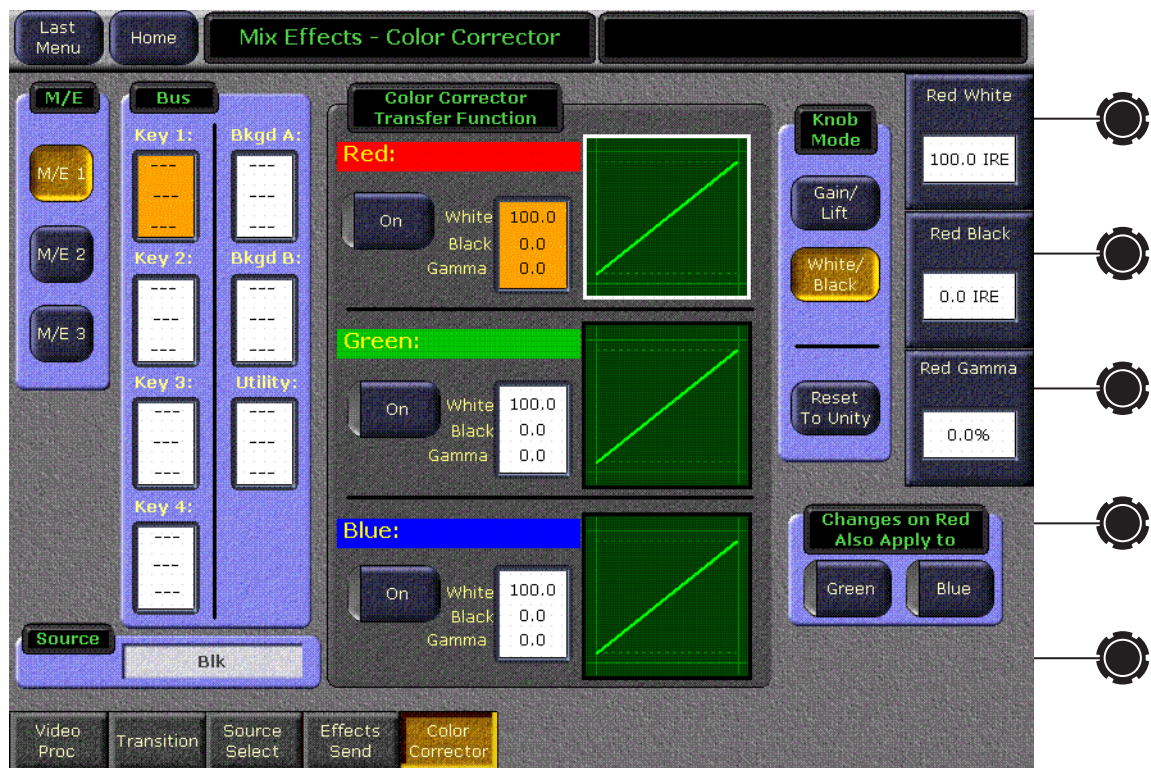 Last
Menu
Home
Mix Effects - Color Corrector
M/E
M/E 1
M/E 2
M/E 3
Bus
Key 1:
Bkgd A:
---
---
---
---
---
---
Key 2:
Bkgd B:
---
---
---
---
---
---
Key 3:
Utility:
---
---
---
---
---
---
Key 4:
---
---
---
Source
Blk
Color Corrector
Transfer Function
Red:
On
White 100.0
Black 0.0
Gamma 0.0
Green:
On
White 100.0
Black 0.0
Gamma 0.0
Blue:
On
White 100.0
Black 0.0
Gamma 0.0
Knob
Mode
Gain/
Lift
White/
Black
Reset
To Unity
Red White
100.0 IRE
Red Black
0.0 IRE
Red Gamma
0.0%
Changes on Red
Also Apply to
Green
Blue
Video
Proc
Transition
Source
Select
Effects
Send
Color
Corrector